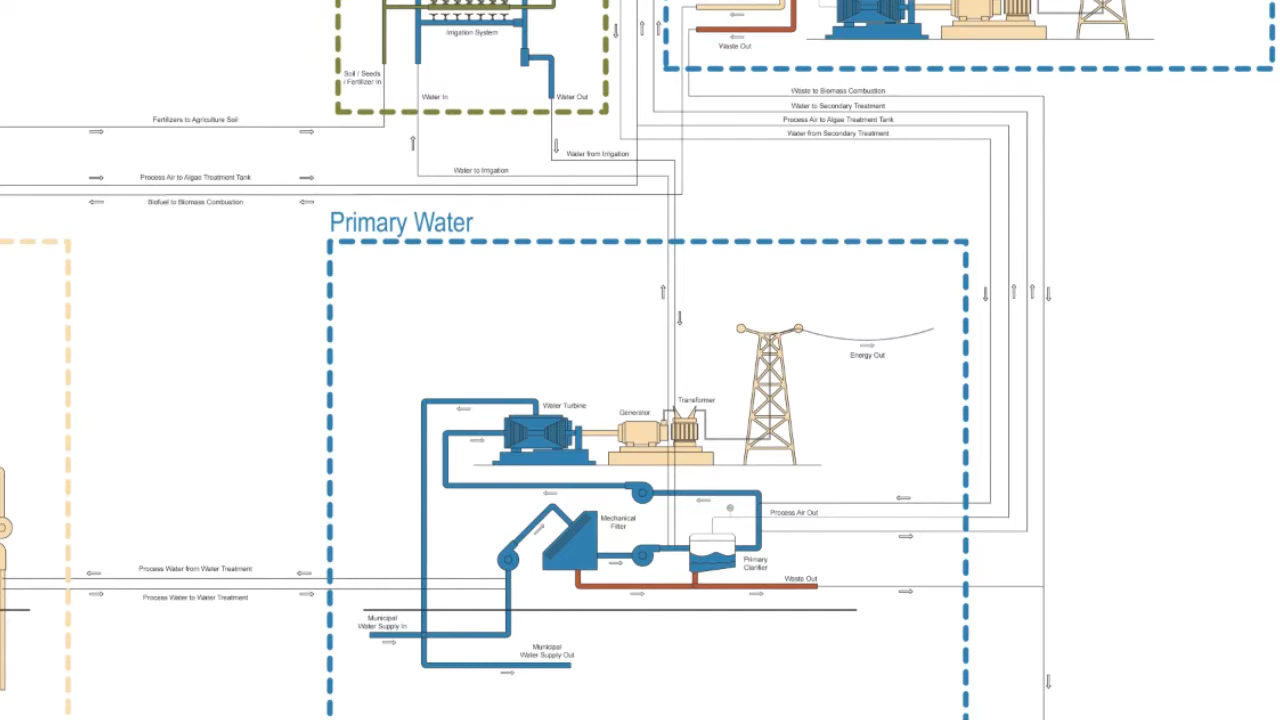 Irrigation System
Waste Out
Soil / Seeds
/ Fertilizer In
Water In
Water Out
Waste to Biomass Combustion
Water to Secondary Treatment
Process Air to Algae Treatment Tank
Water from Secondary Treatment
Fertilizers to Agriculture Soil
Water from Irrigation
Water to Irrigation
Process Air to Algae Treatment Tank
Biofuel to Biomass Combustion
Primary Water
Energy Out
Water Turbine
Generator
Transformer
Mechanical
Filter
Process Air Out
Primary
Clarifier
Process Water from Water Treatment
Waste Out
Process Water to Water Treatment
Municipal
Water Supply In
Municipal
Water Supply Out